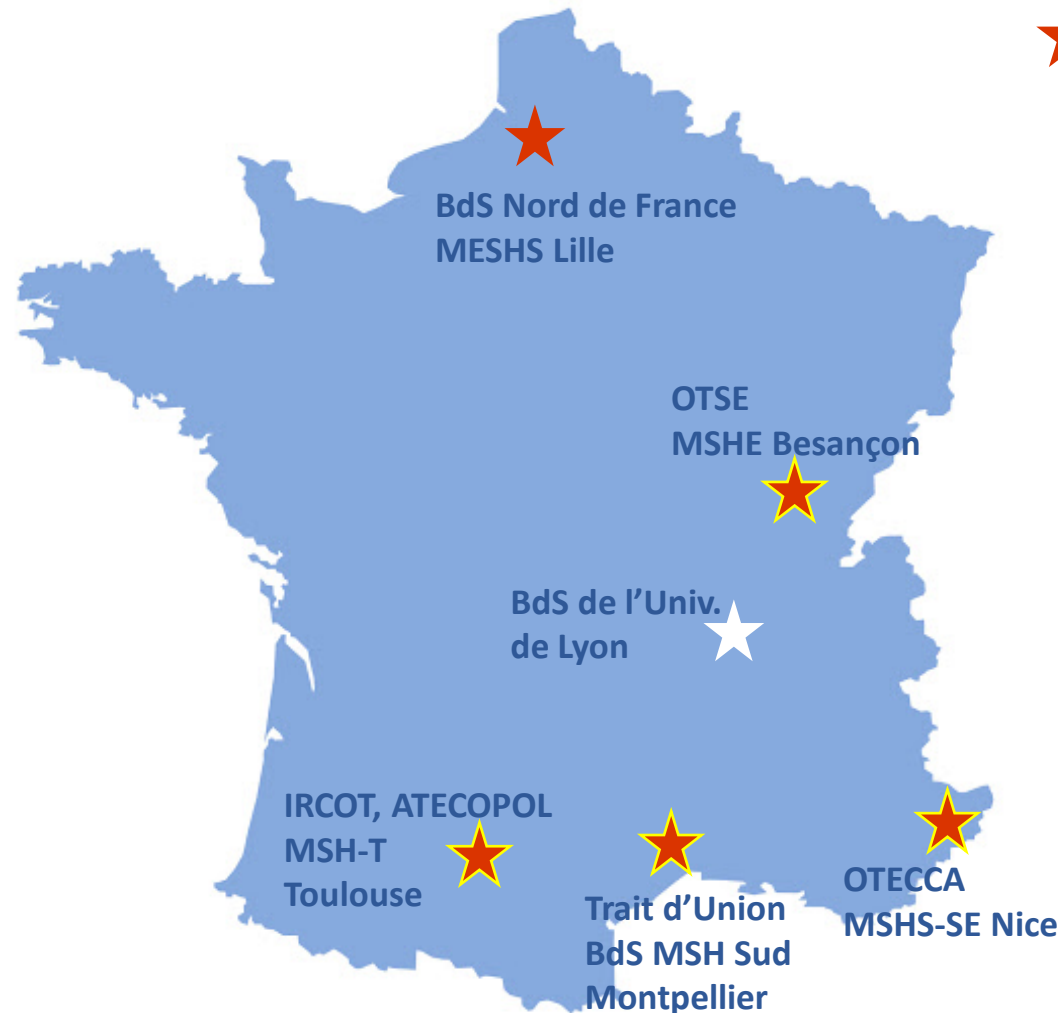 BdS Nord de France
MESHS Lille
OTSE
MSHE Besançon
BdS de l’Univ.
de Lyon
IRCOT, ATECOPOL
MSH-T
Toulouse
Trait d’Union
BdS MSH Sud
Montpellier
OTECCA
MSHS-SE Nice